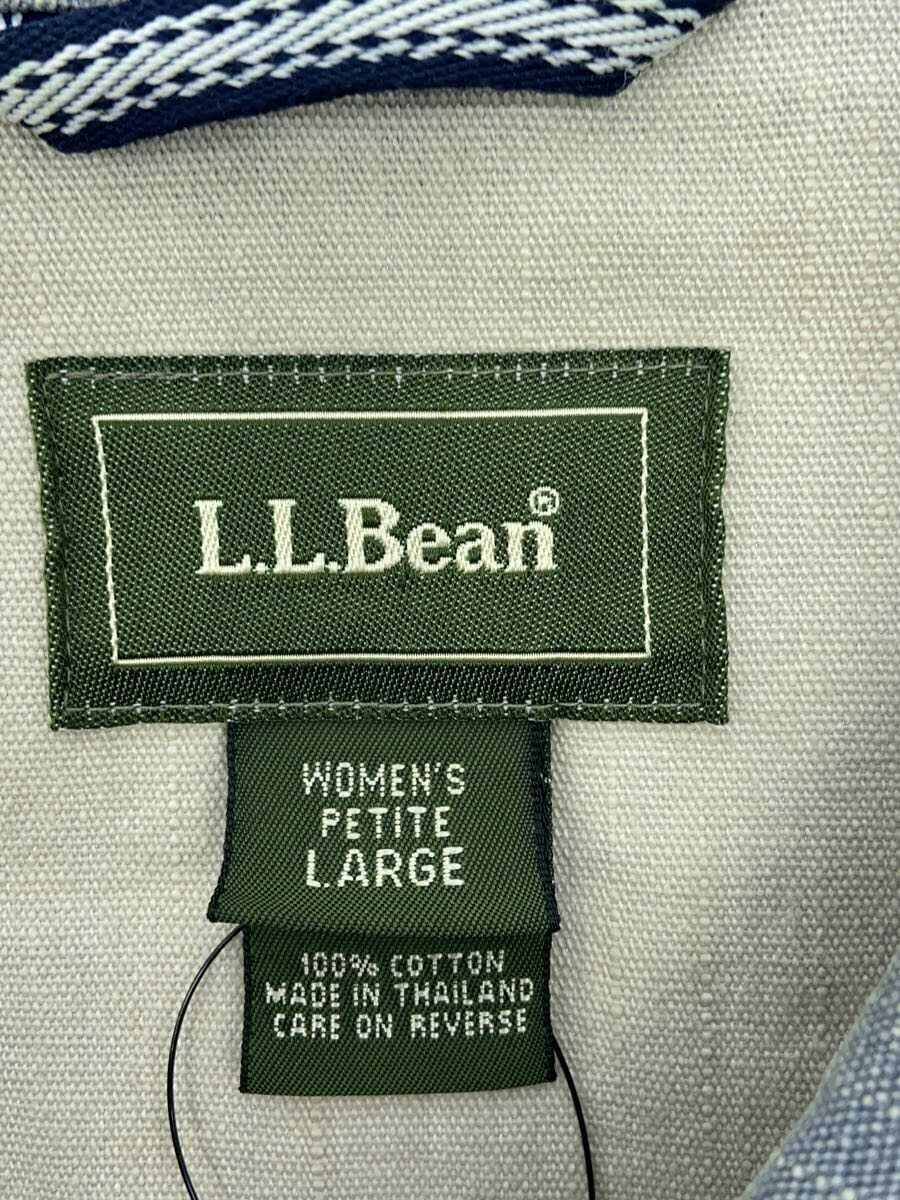 L.L.Bean®
WOMEN'S
PETITE
LARGE
100% COTTON
MADE IN THAILAND
CARE ON REVERSE